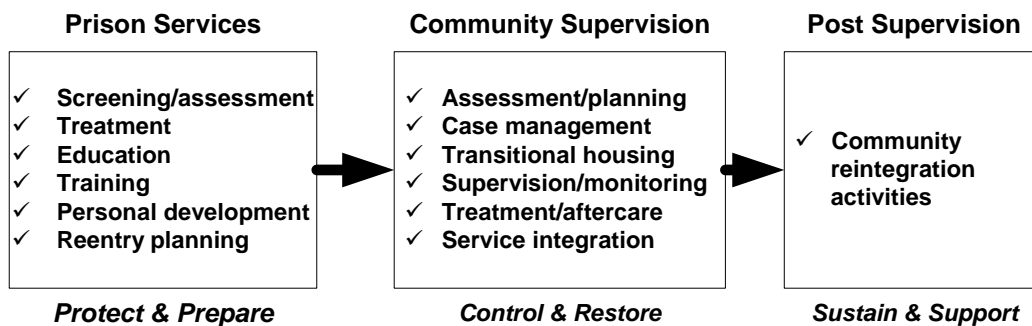 Prison Services
✓ Screening/assessment
✓ Treatment
✓ Education
✓ Training
✓ Personal development
✓ Reentry planning
Protect & Prepare
Community Supervision
✓ Assessment/planning
✓ Case management
✓ Transitional housing
✓ Supervision/monitoring
✓ Treatment/aftercare
✓ Service integration
Control & Restore
Post Supervision
✓ Community
reintegration
activities
Sustain & Support